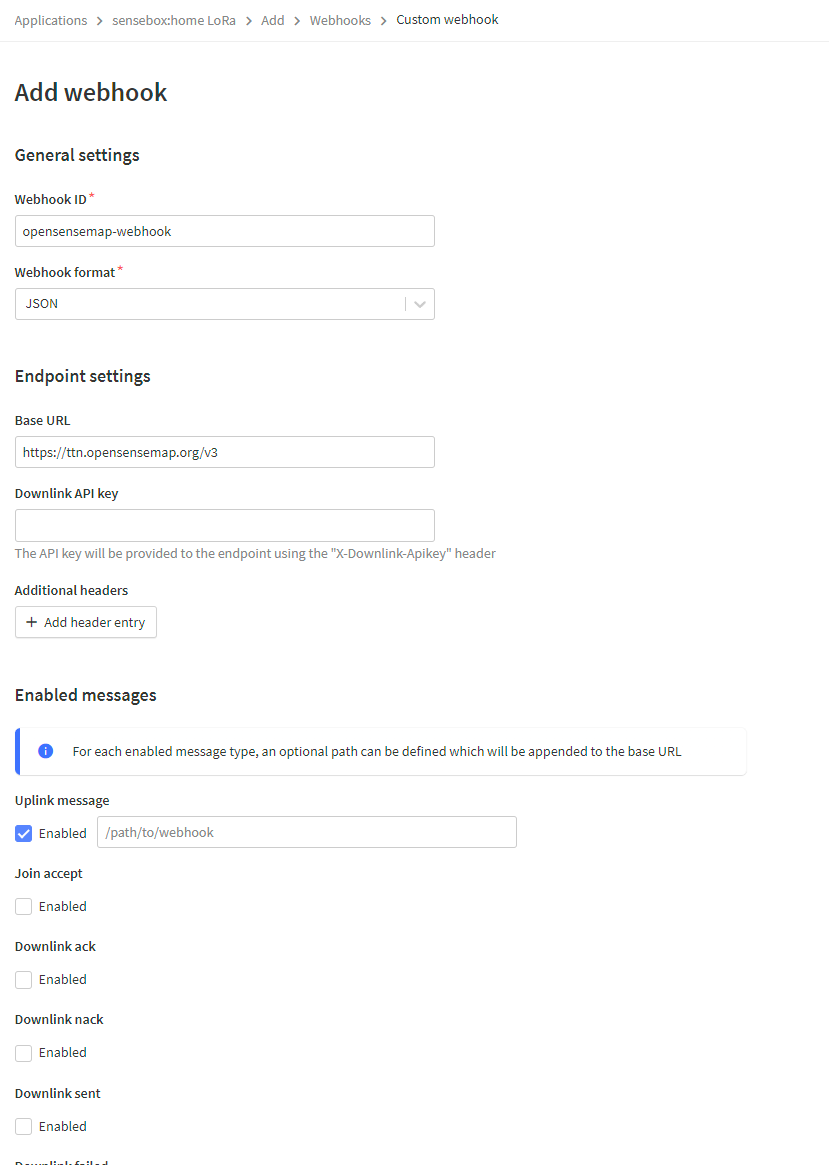 Applications > sensebox:home LoRa > Add > Webhooks > Custom webhook
Add webhook
General settings
Webhook ID *
opensensemap-webhook
Webhook format *
JSON
Endpoint settings
Base URL
https://ttn.opensensemap.org/v3
Downlink API key
The API key will be provided to the endpoint using the "X-Downlink-Apikey" header
Additional headers
+ Add header entry
Enabled messages
For each enabled message type, an optional path can be defined which will be appended to the base URL
Uplink message
Enabled /path/to/webhook
Join accept
Enabled
Downlink ack
Enabled
Downlink nack
Enabled
Downlink sent
Enabled
Downlink failed